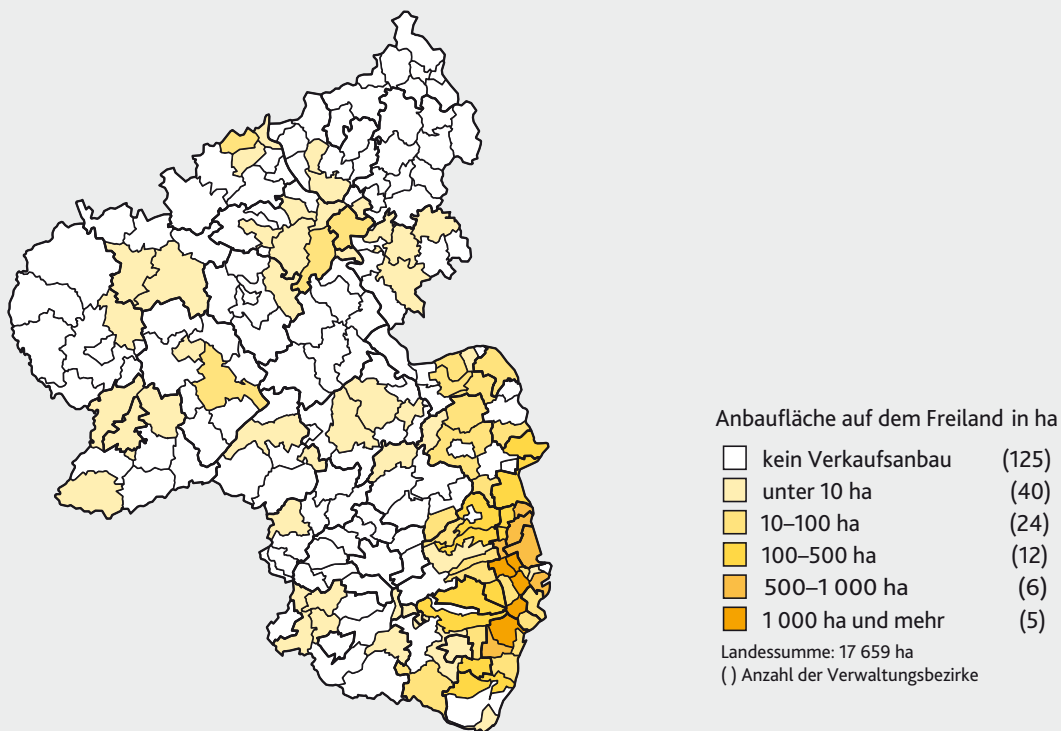 Anbaufläche auf dem Freiland in ha
kein Verkaufsanbau (125)
unter 10 ha (40)
10–100 ha (24)
100–500 ha (12)
500–1 000 ha (6)
1 000 ha und mehr (5)
Landessumme: 17 659 ha
( ) Anzahl der Verwaltungsbezirke